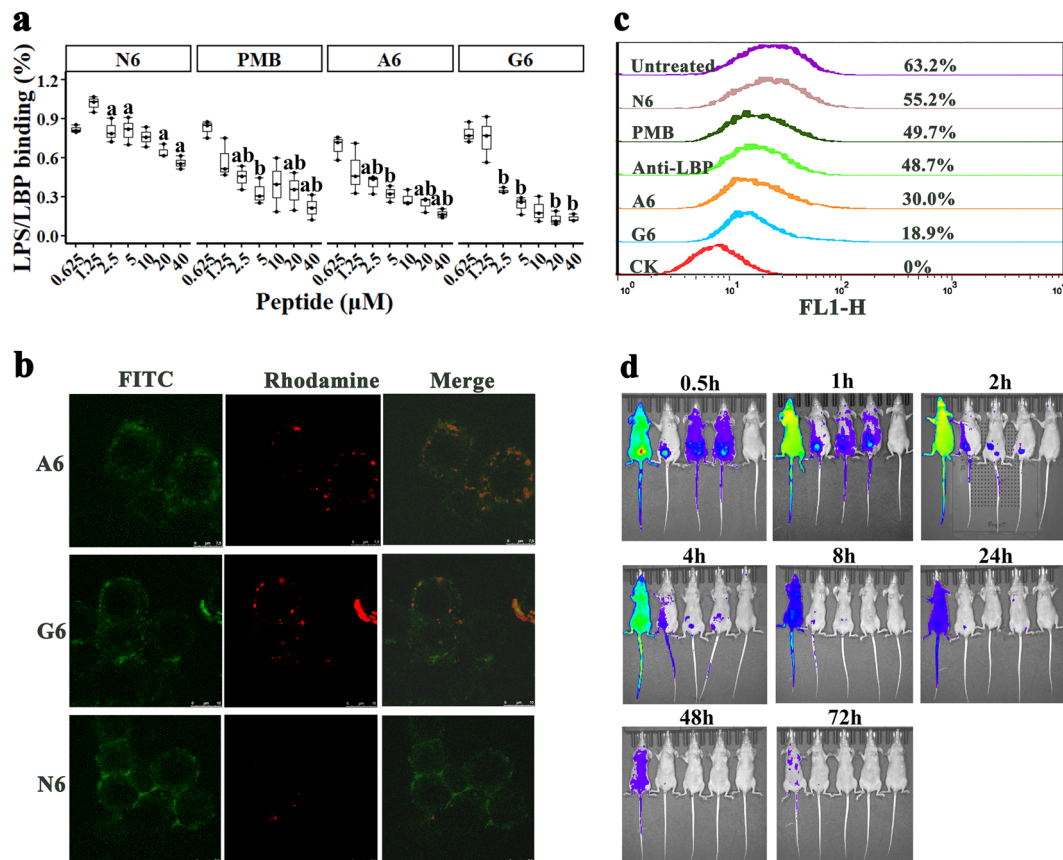 a
N6 PMB A6 G6
LPS/LBP binding (%)
1.2
0.9
0.6
0.3
0.0
a a a a
ab b ab ab ab
ab b ab ab
b b b b b
0.625 1.25 2.5 5 10 20 40 0.625 1.25 2.5 5 10 20 40 0.625 1.25 2.5 5 10 20 40 0.625 1.25 2.5 5 10 20 40
Peptide (μM)
c
Untreated 63.2%
N6 55.2%
PMB 49.7%
Anti-LBP 48.7%
A6 30.0%
G6 18.9%
CK 0%
10⁰ 10¹ 10² 10³
FL1-H
b
FITC Rhodamine Merge
A6
G6
N6
d
0.5h 1h 2h
4h 8h 24h
48h 72h